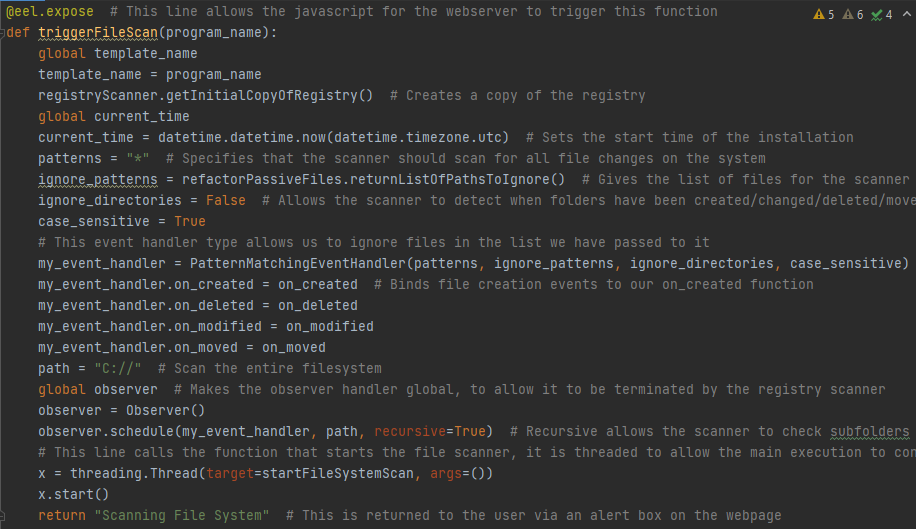 @eel.expose  # This line allows the javascript for the webserver to trigger this function
5 6 4
def triggerFileScan(program_name):
    global template_name
    template_name = program_name
    registryScanner.getInitialCopyOfRegistry()  # Creates a copy of the registry
    global current_time
    current_time = datetime.datetime.now(datetime.timezone.utc)  # Sets the start time of the installation
    patterns = "*"  # Specifies that the scanner should scan for all file changes on the system
    ignore_patterns = refactorPassiveFiles.returnListOfPathsToIgnore()  # Gives the list of files for the scanner
    ignore_directories = False  # Allows the scanner to detect when folders have been created/changed/deleted/move
    case_sensitive = True
    # This event handler type allows us to ignore files in the list we have passed to it
    my_event_handler = PatternMatchingEventHandler(patterns, ignore_patterns, ignore_directories, case_sensitive)
    my_event_handler.on_created = on_created  # Binds file creation events to our on_created function
    my_event_handler.on_deleted = on_deleted
    my_event_handler.on_modified = on_modified
    my_event_handler.on_moved = on_moved
    path = "C://"  # Scan the entire filesystem
    global observer  # Makes the observer handler global, to allow it to be terminated by the registry scanner
    observer = Observer()
    observer.schedule(my_event_handler, path, recursive=True)  # Recursive allows the scanner to check subfolders
    # This line calls the function that starts the file scanner, it is threaded to allow the main execution to con
    x = threading.Thread(target=startFileSystemScan, args=())
    x.start()
    return "Scanning File System"  # This is returned to the user via an alert box on the webpage